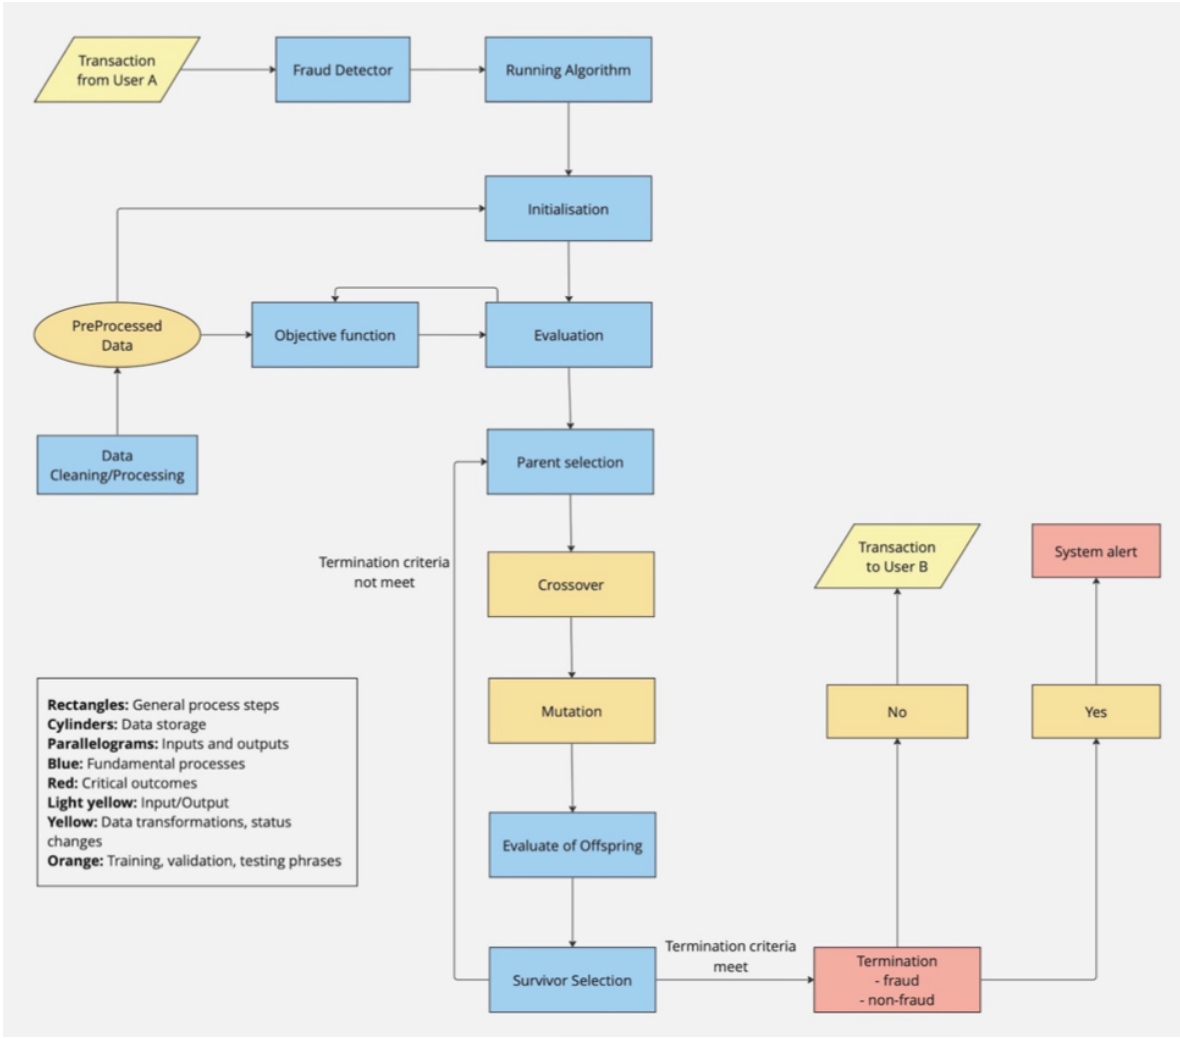 Transaction
from User A
Fraud Detector
Running Algorithm
Initialisation
PreProcessed
Data
Objective function
Evaluation
Data
Cleaning/Processing
Parent selection
Termination criteria
not meet
Crossover
Transaction
to User B
System alert
Mutation
No
Yes
Rectangles: General process steps
Cylinders: Data storage
Parallelograms: Inputs and outputs
Blue: Fundamental processes
Red: Critical outcomes
Light yellow: Input/Output
Yellow: Data transformations, status
changes
Orange: Training, validation, testing phrases
Evaluate of Offspring
Survivor Selection
Termination criteria
meet
Termination
- fraud
- non-fraud